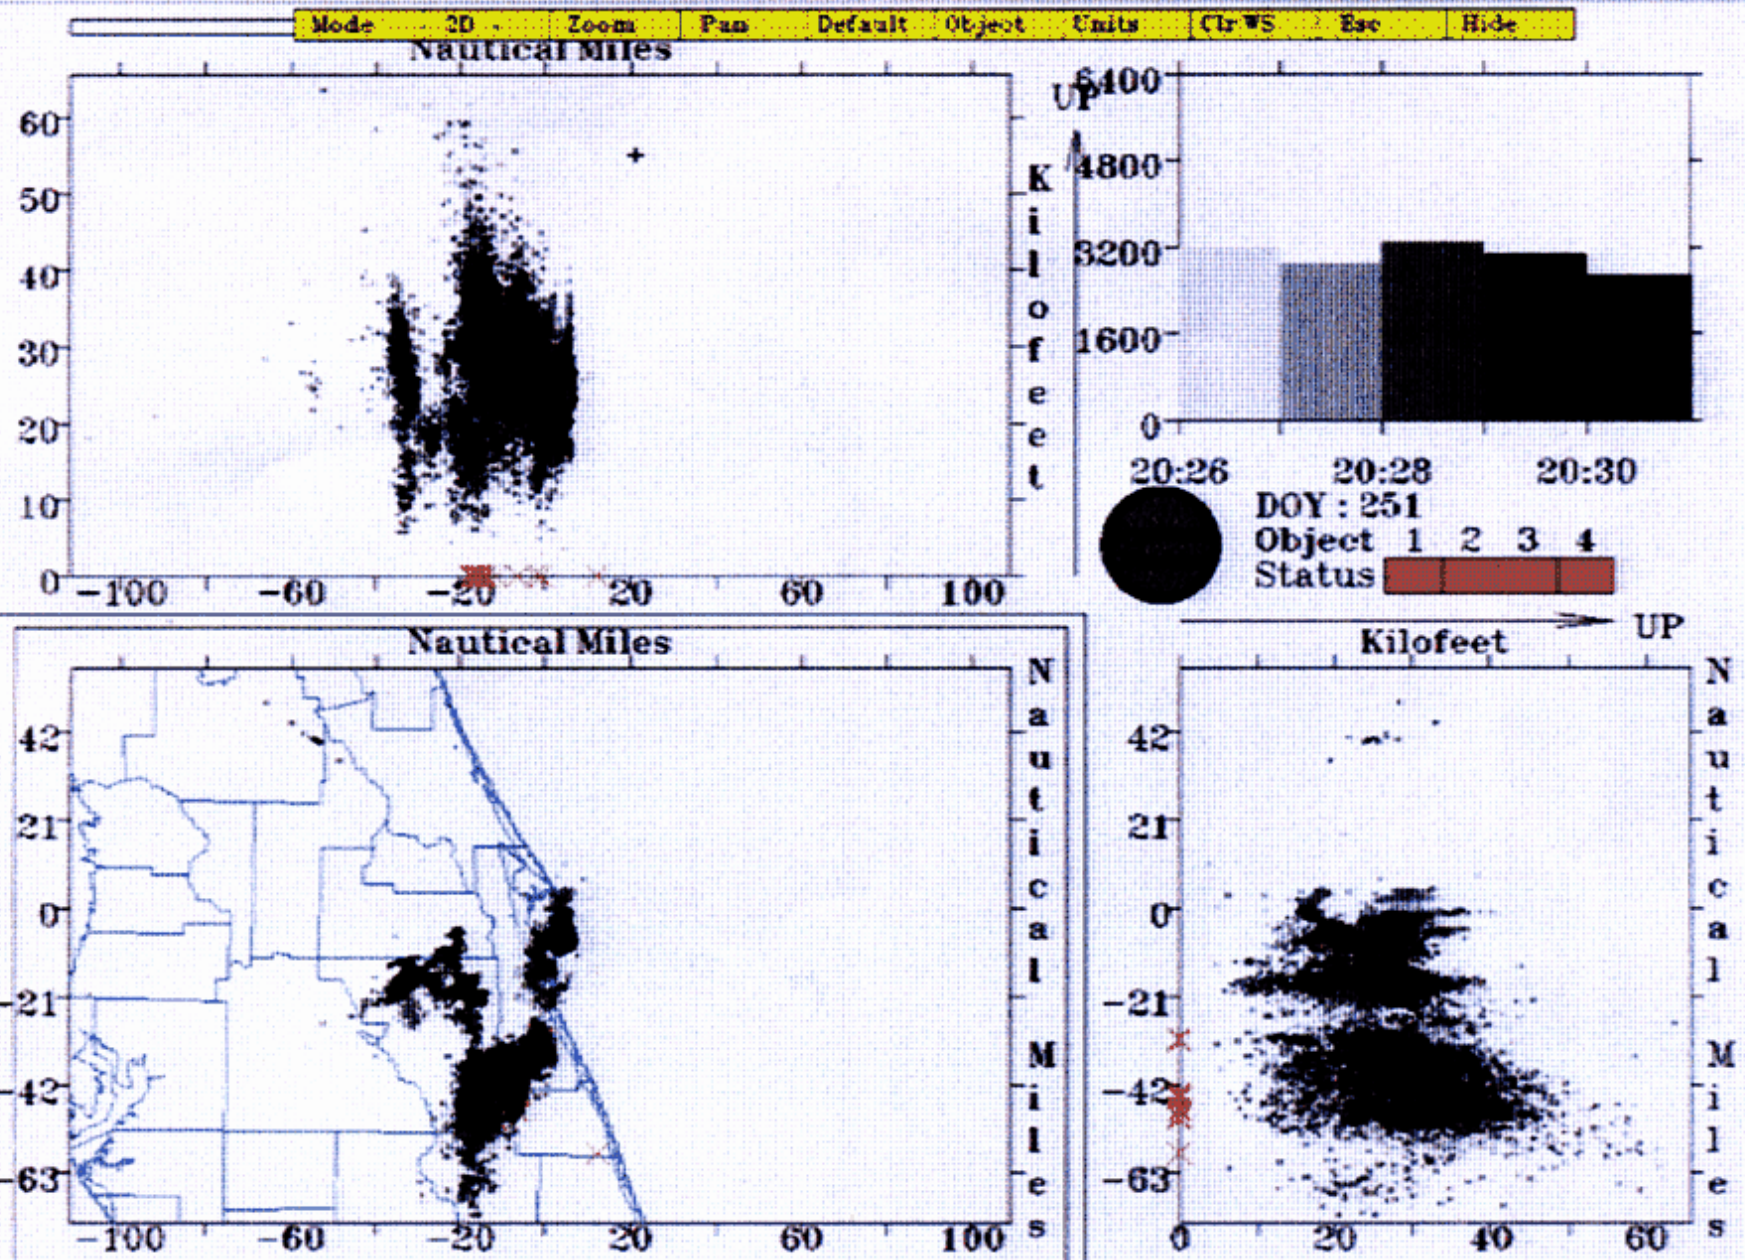 Mode 2D Zoom Pan Default Object Units Clr WS Esc Hide
Nautical Miles
60
50
40
30
20
10
0
-100 -60 -20 20 60 100
Kilofeet
UP
6400
4800
3200
1600
0
20:26 20:28 20:30
DOY : 251
Object 1 2 3 4
Status
Nautical Miles
42
21
0
-21
-42
-63
-100 -60 -20 20 60 100
Nautical Miles
UP
Kilofeet
42
21
0
-21
-42
-63
0 20 40 60
Nautical Miles